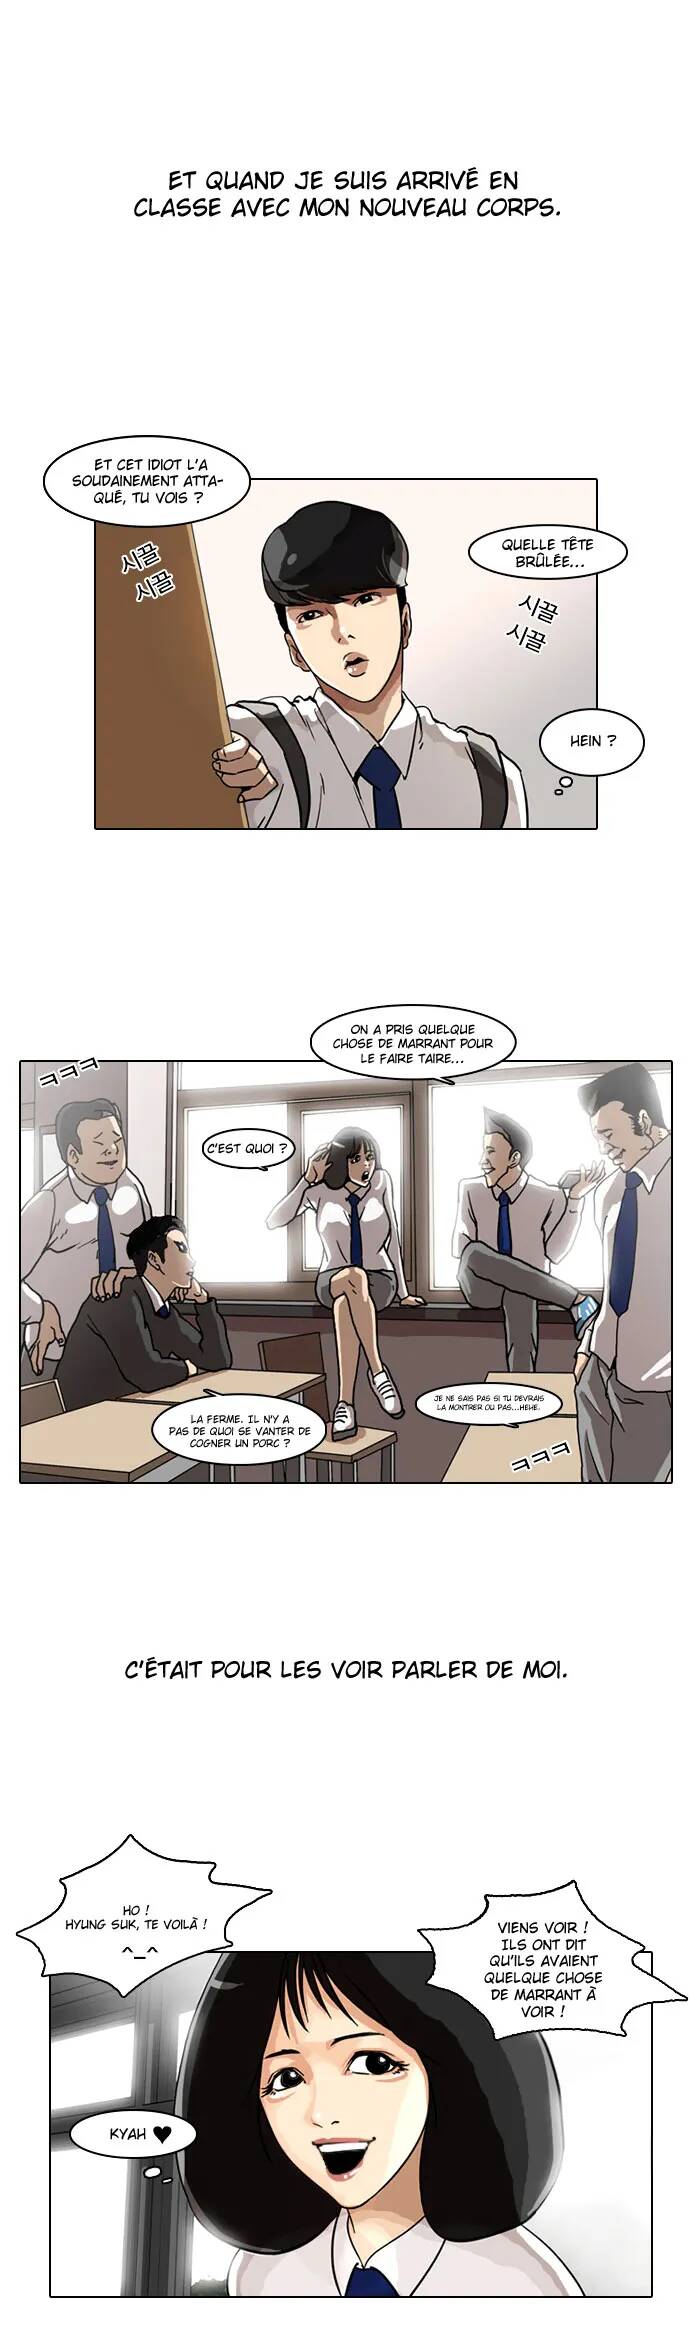 ET QUAND JE SUIS ARRIVÉ EN
CLASSE AVEC MON NOUVEAU CORPS.
ET CET IDIOT L'A
SOUDAINEMENT ATTA-
QUÉ, TU VOIS ?
시끌
시끌
QUELLE TÊTE
BRÛLÉE...
시끌
시끌
HEIN ?
ON A PRIS QUELQUE
CHOSE DE MARRANT POUR
LE FAIRE TAIRE...
ㅋㅋㅋ
C'EST QUOI ?
JE NE SAIS PAS SI TU DEVRAIS
LA MONTRER OU PAS...HEHE.
LA FERME. IL N'Y A
PAS DE QUOI SE VANTER DE
COGNER UN PORC ?
ㅋㅋㅋ
C'ÉTAIT POUR LES VOIR PARLER DE MOI.
HO !
HYUNG SUK, TE VOILÀ !
^_^
VIENS VOIR !
ILS ONT DIT
QU'ILS AVAIENT
QUELQUE CHOSE
DE MARRANT À
VOIR !
KYAH ♥